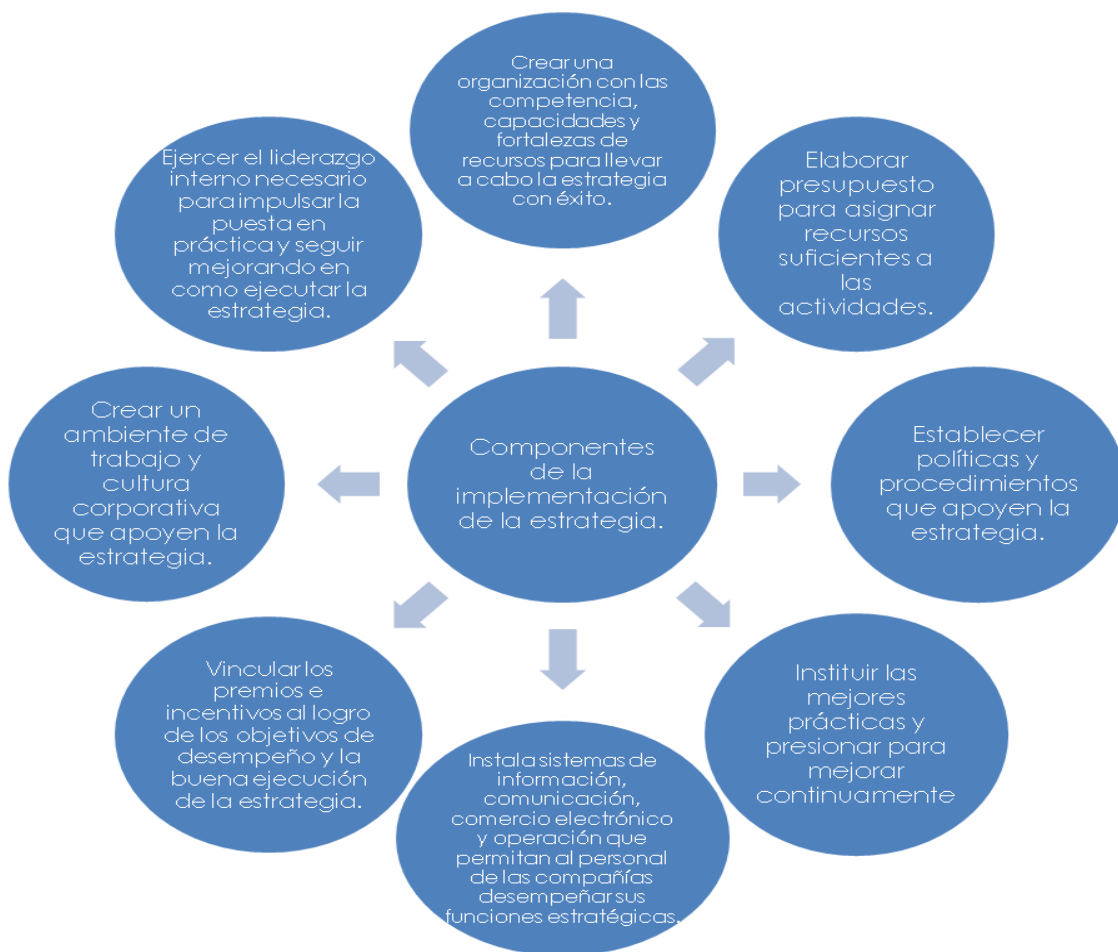 Componentes
de la
implementación
de la estrategia.
Crear una
organización con las
competencia,
capacidades y
fortalezas de
recursos para llevar
a cabo la estrategia
con éxito.
Elaborar
presupuesto
para asignar
recursos
suficientes a
las
actividades.
Establecer
políticas y
procedimientos
que apoyen la
estrategia.
Instituir las
mejores
prácticas y
presionar para
mejorar
continuamente
Instala sistemas de
información,
comunicación,
comercio electrónico
y operación que
permitan al personal
de las compañías
desempeñar sus
funciones estratégicas.
Vincular los
premios e
incentivos al logro
de los objetivos de
desempeño y la
buena ejecución
de la estrategia.
Crear un
ambiente de
trabajo y
cultura
corporativa
que apoyen la
estrategia.
Ejercer el liderazgo
interno necesario
para impulsar la
puesta en
práctica y seguir
mejorando en
como ejecutar la
estrategia.